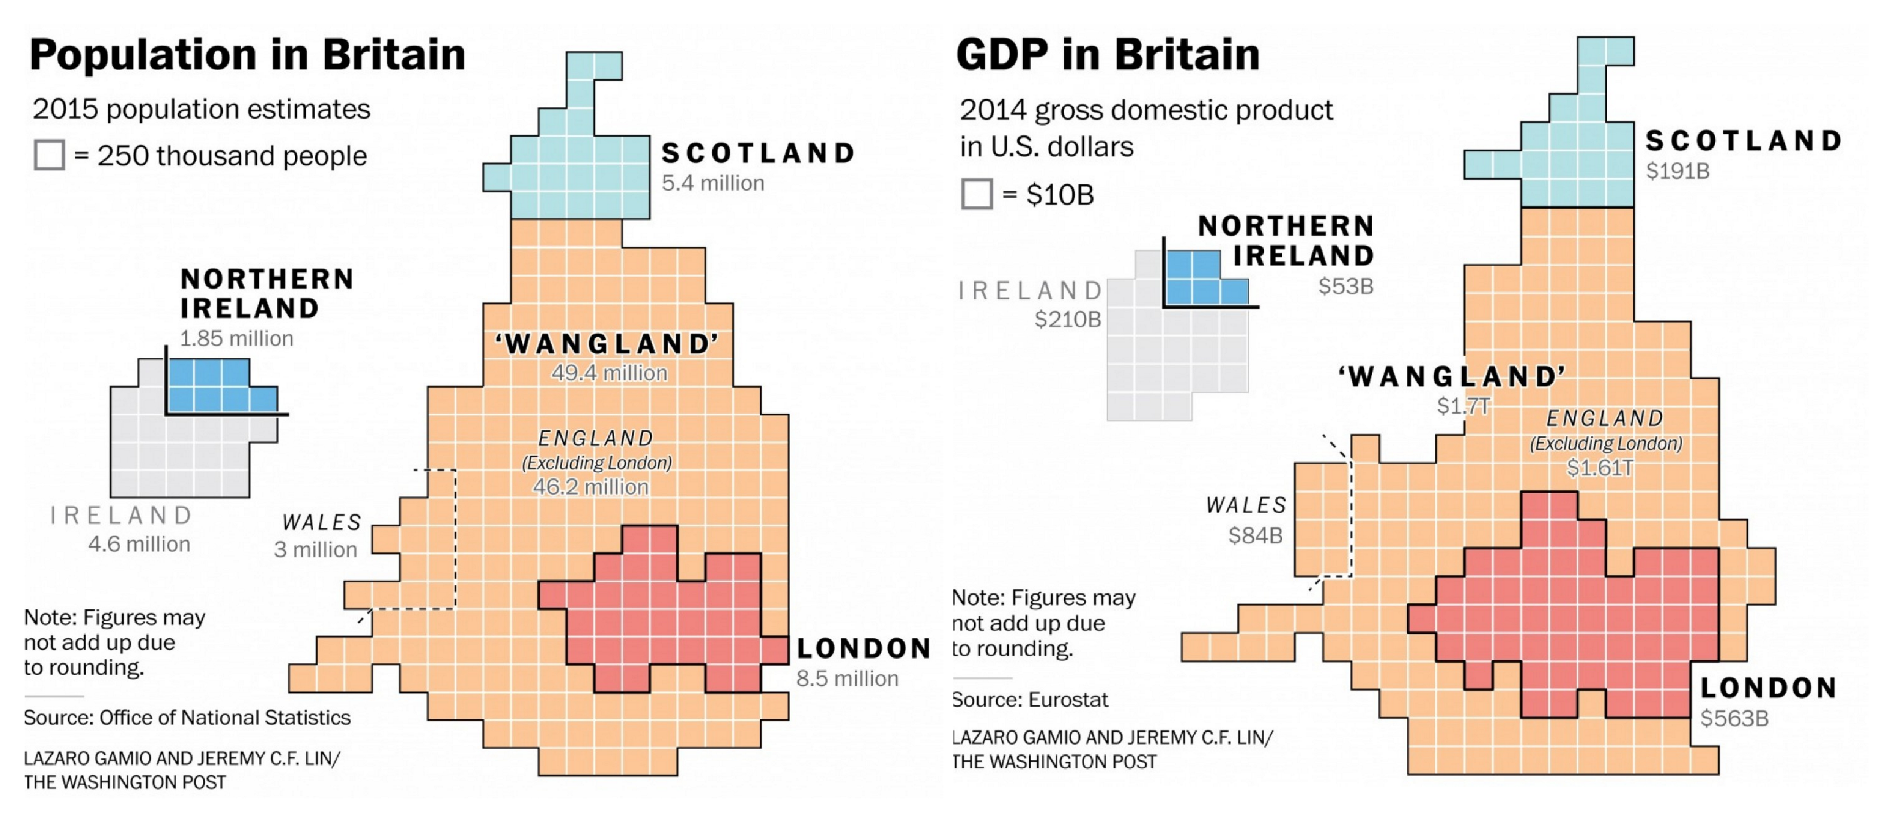 Population in Britain
2015 population estimates
= 250 thousand people
SCOTLAND
5.4 million
NORTHERN
IRELAND
1.85 million
'WANGLAND'
49.4 million
ENGLAND
(Excluding London)
46.2 million
IRELAND
4.6 million
WALES
3 million
LONDON
8.5 million
Note: Figures may
not add up due
to rounding.
Source: Office of National Statistics
LAZARO GAMIO AND JEREMY C.F. LIN/
THE WASHINGTON POST
GDP in Britain
2014 gross domestic product
in U.S. dollars
= $10B
SCOTLAND
$191B
NORTHERN
IRELAND
$53B
IRELAND
$210B
'WANGLAND'
$1.7T
ENGLAND
(Excluding London)
$1.61T
WALES
$84B
LONDON
$563B
Note: Figures may
not add up due
to rounding.
Source: Eurostat
LAZARO GAMIO AND JEREMY C.F. LIN/
THE WASHINGTON POST